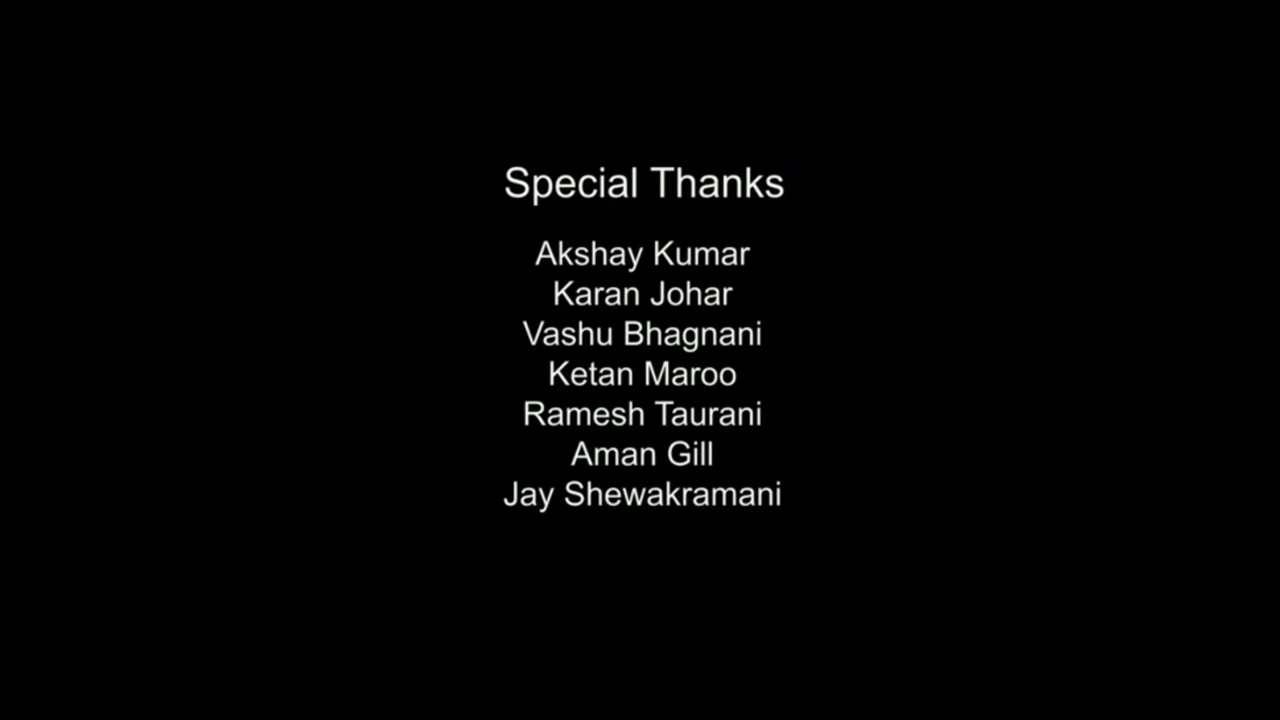 Special Thanks
Akshay Kumar
Karan Johar
Vashu Bhagnani
Ketan Maroo
Ramesh Taurani
Aman Gill
Jay Shewakramani